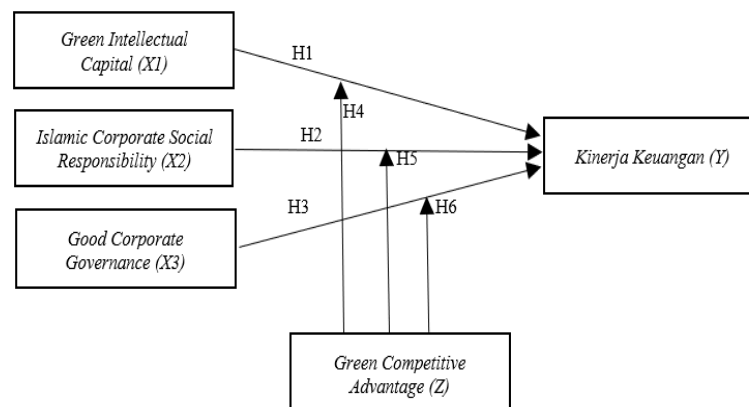 Green Intellectual
Capital (X1)
H1
H4
Islamic Corporate Social
Responsibility (X2)
H2
H5
Kinerja Keuangan (Y)
H3
H6
Good Corporate
Governance (X3)
Green Competitive
Advantage (Z)